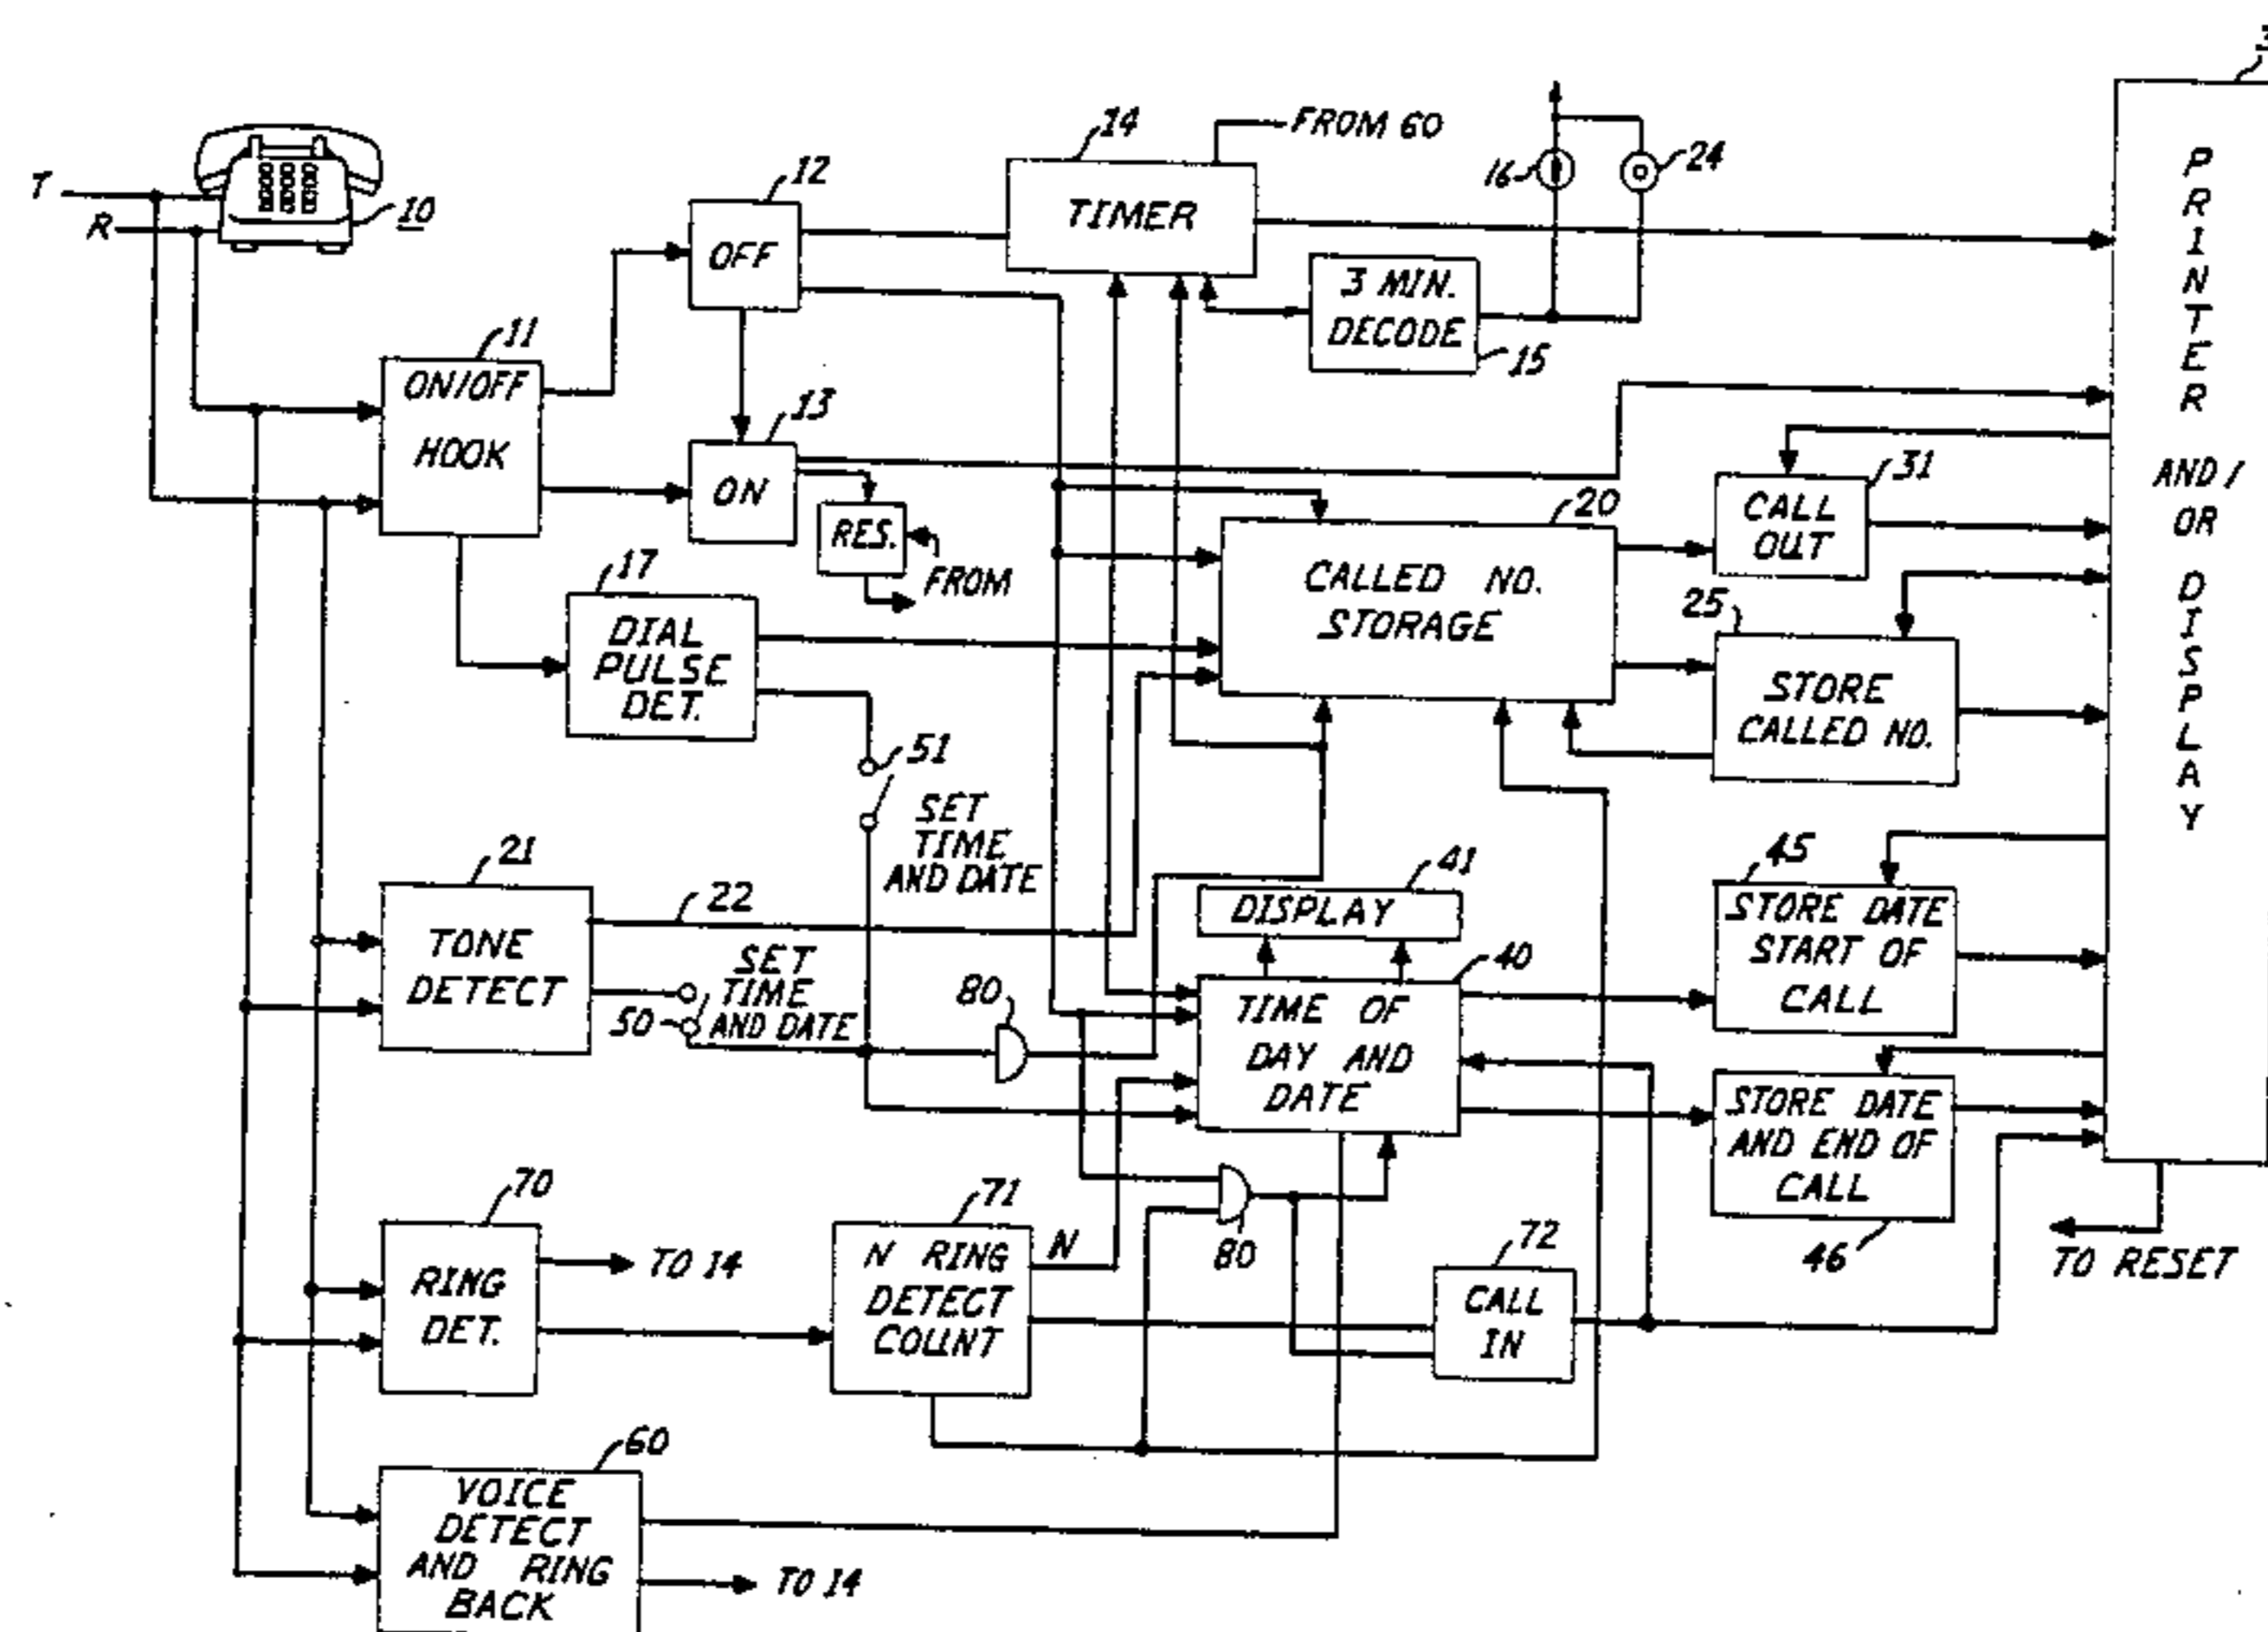 T
R
10
11
ON/OFF
HOOK
12
OFF
13
ON
RES.
FROM
14
TIMER
FROM 60
16
24
3 MIN.
DECODE
15
17
DIAL
PULSE
DET.
51
SET
TIME
AND DATE
20
CALLED NO.
STORAGE
31
CALL
OUT
25
STORE
CALLED NO.
P
R
I
N
T
E
R
AND/
OR
D
I
S
P
L
A
Y
21
TONE
DETECT
22
SET
TIME
AND DATE
50
80
41
DISPLAY
40
TIME OF
DAY AND
DATE
45
STORE DATE
START OF
CALL
STORE DATE
AND END OF
CALL
46
TO RESET
70
RING
DET.
TO 14
71
N RING
DETECT
COUNT
N
80
72
CALL
IN
60
VOICE
DETECT
AND RING
BACK
TO 14